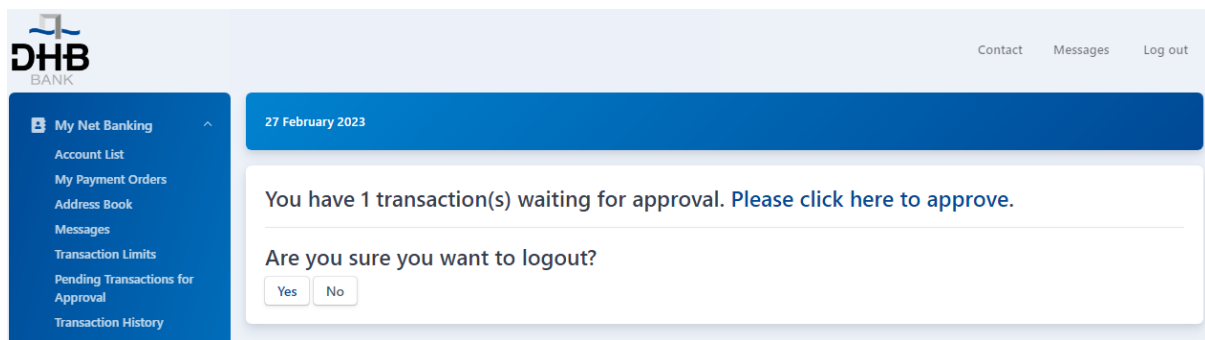 DHB
BANK
Contact Messages Log out
My Net Banking
Account List
My Payment Orders
Address Book
Messages
Transaction Limits
Pending Transactions for
Approval
Transaction History
27 February 2023
You have 1 transaction(s) waiting for approval. Please click here to approve.
Are you sure you want to logout?
Yes No